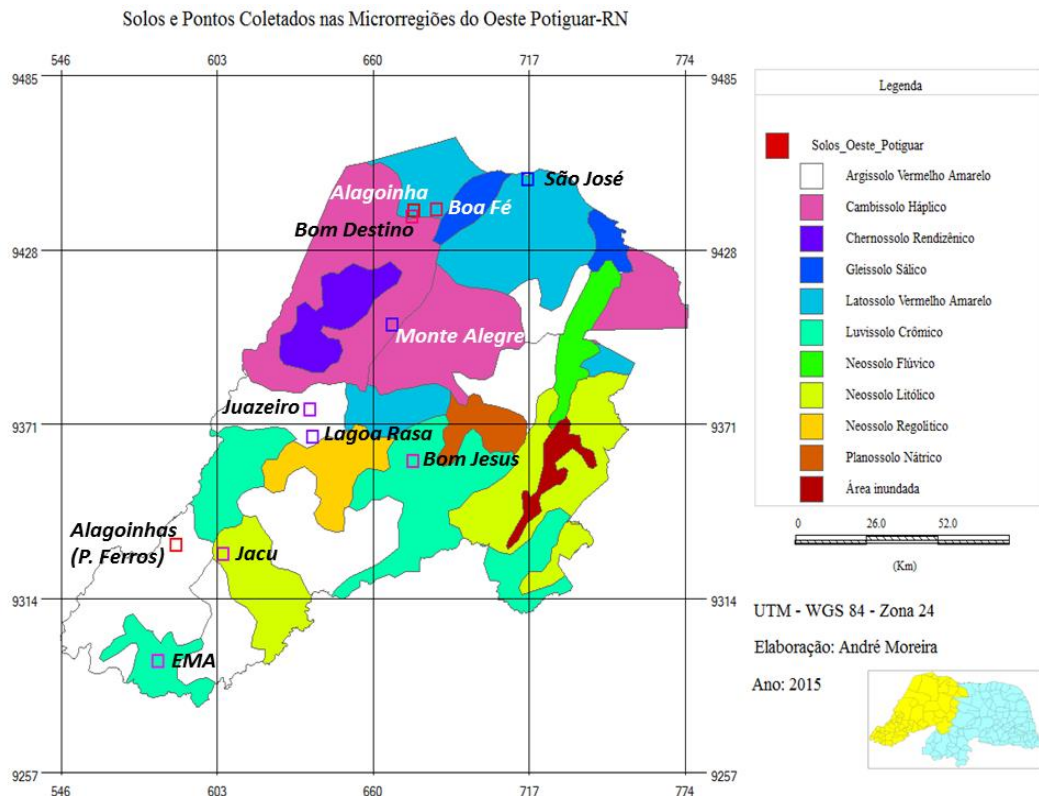 Solos e Pontos Coletados nas Microrregiões do Oeste Potiguar-RN
546 603 660 717 774
9485 9485
Legenda
Solos_Oeste_Potiguar
Argissolo Vermelho Amarelo
Cambissolo Háplico
Chernossolo Rendizênico
Gleissolo Sálico
Latossolo Vermelho Amarelo
Luvissolo Crômico
Neossolo Flúvico
Neossolo Litólico
Neossolo Regolitico
Planossolo Nátrico
Área inundada
São José
Alagoinha
Boa Fé
Bom Destino
9428 9428
Monte Alegre
Juazeiro
9371 9371
Lagoa Rasa
Bom Jesus
Alagoinhas
(P. Ferros)
Jacu
9314 9314
EMA
9257 9257
546 603 660 717 774
0 26.0 52.0
(Km)
UTM - WGS 84 - Zona 24
Elaboração: André Moreira
Ano: 2015